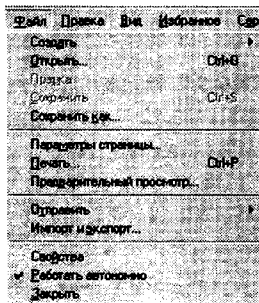 Файл Правка Вид Избранное Сер
Создать
Открыть... Ctrl+O
Правка
Сохранить Ctrl+S
Сохранить как...
Параметры страницы...
Печать... Ctrl+P
Предварительный просмотр...
Отправить
Импорт и экспорт...
Свойства
Работать автономно
Закрыть